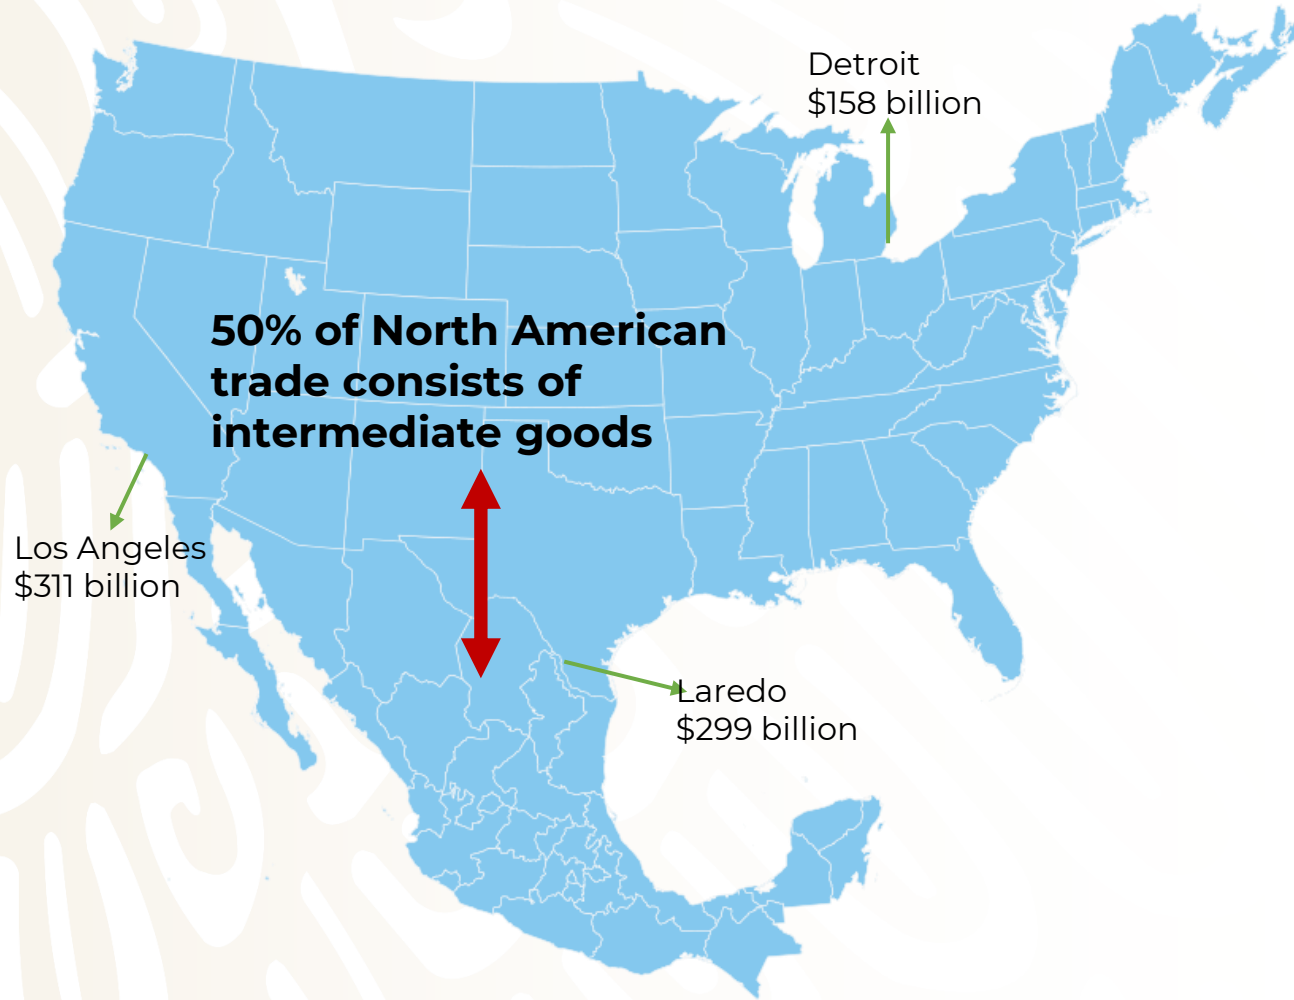 Detroit
$158 billion
50% of North American
trade consists of
intermediate goods
Los Angeles
$311 billion
Laredo
$299 billion